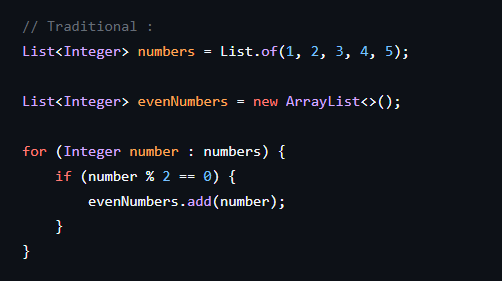 // Traditional :
List<Integer> numbers = List.of(1, 2, 3, 4, 5);
List<Integer> evenNumbers = new ArrayList<>();
for (Integer number : numbers) {
    if (number % 2 == 0) {
        evenNumbers.add(number);
    }
}